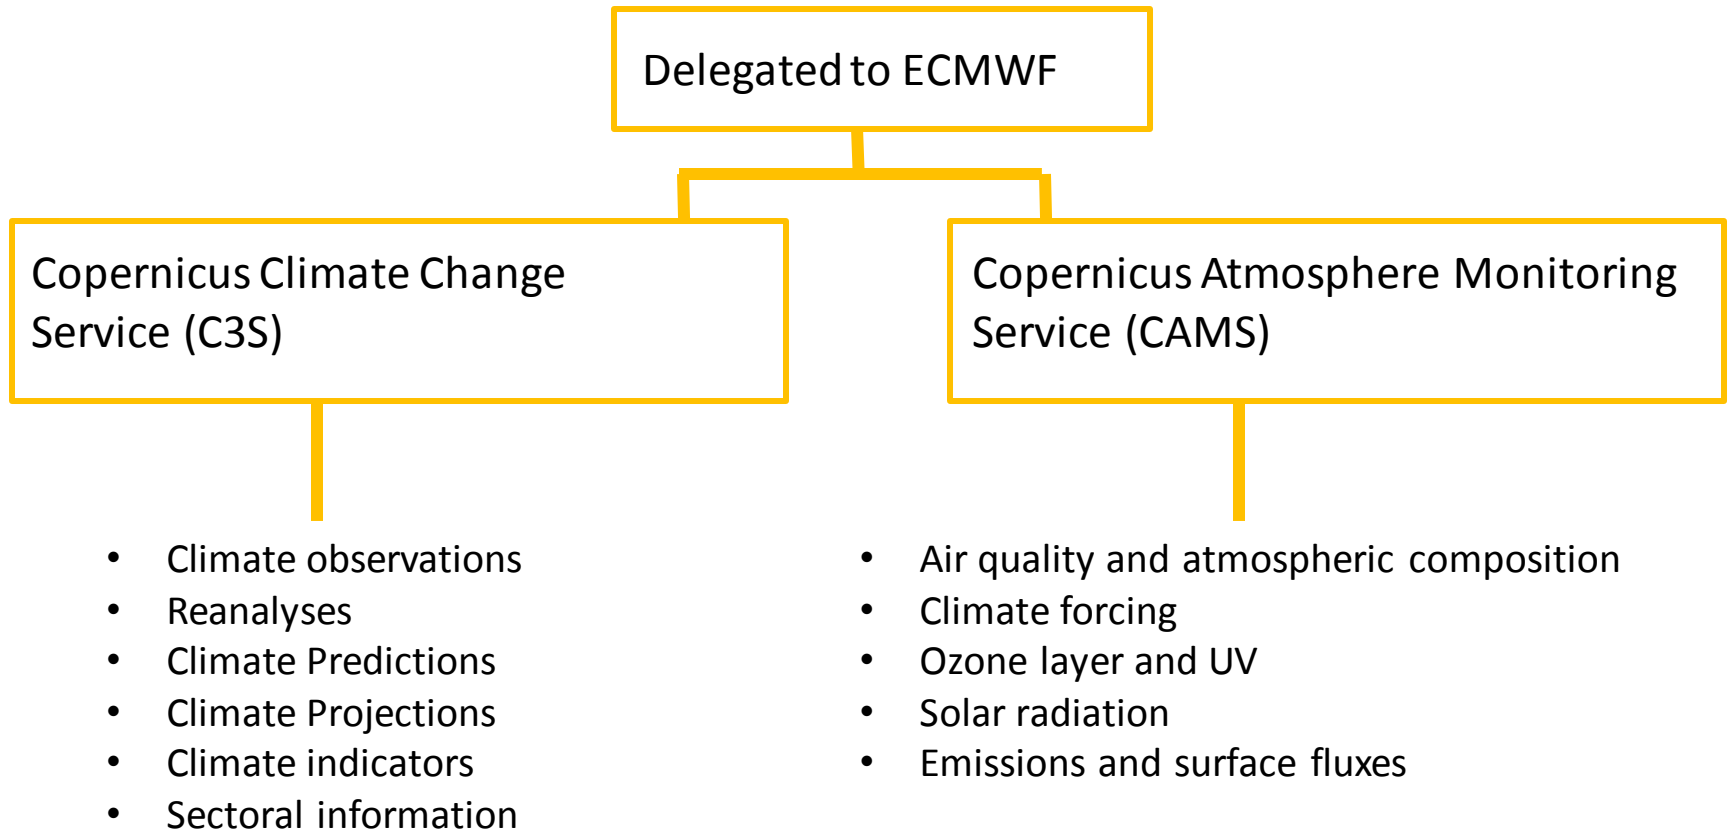 Delegated to ECMWF
Copernicus Climate Change
Service (C3S)
Copernicus Atmosphere Monitoring
Service (CAMS)
• Climate observations
• Reanalyses
• Climate Predictions
• Climate Projections
• Climate indicators
• Sectoral information
• Air quality and atmospheric composition
• Climate forcing
• Ozone layer and UV
• Solar radiation
• Emissions and surface fluxes